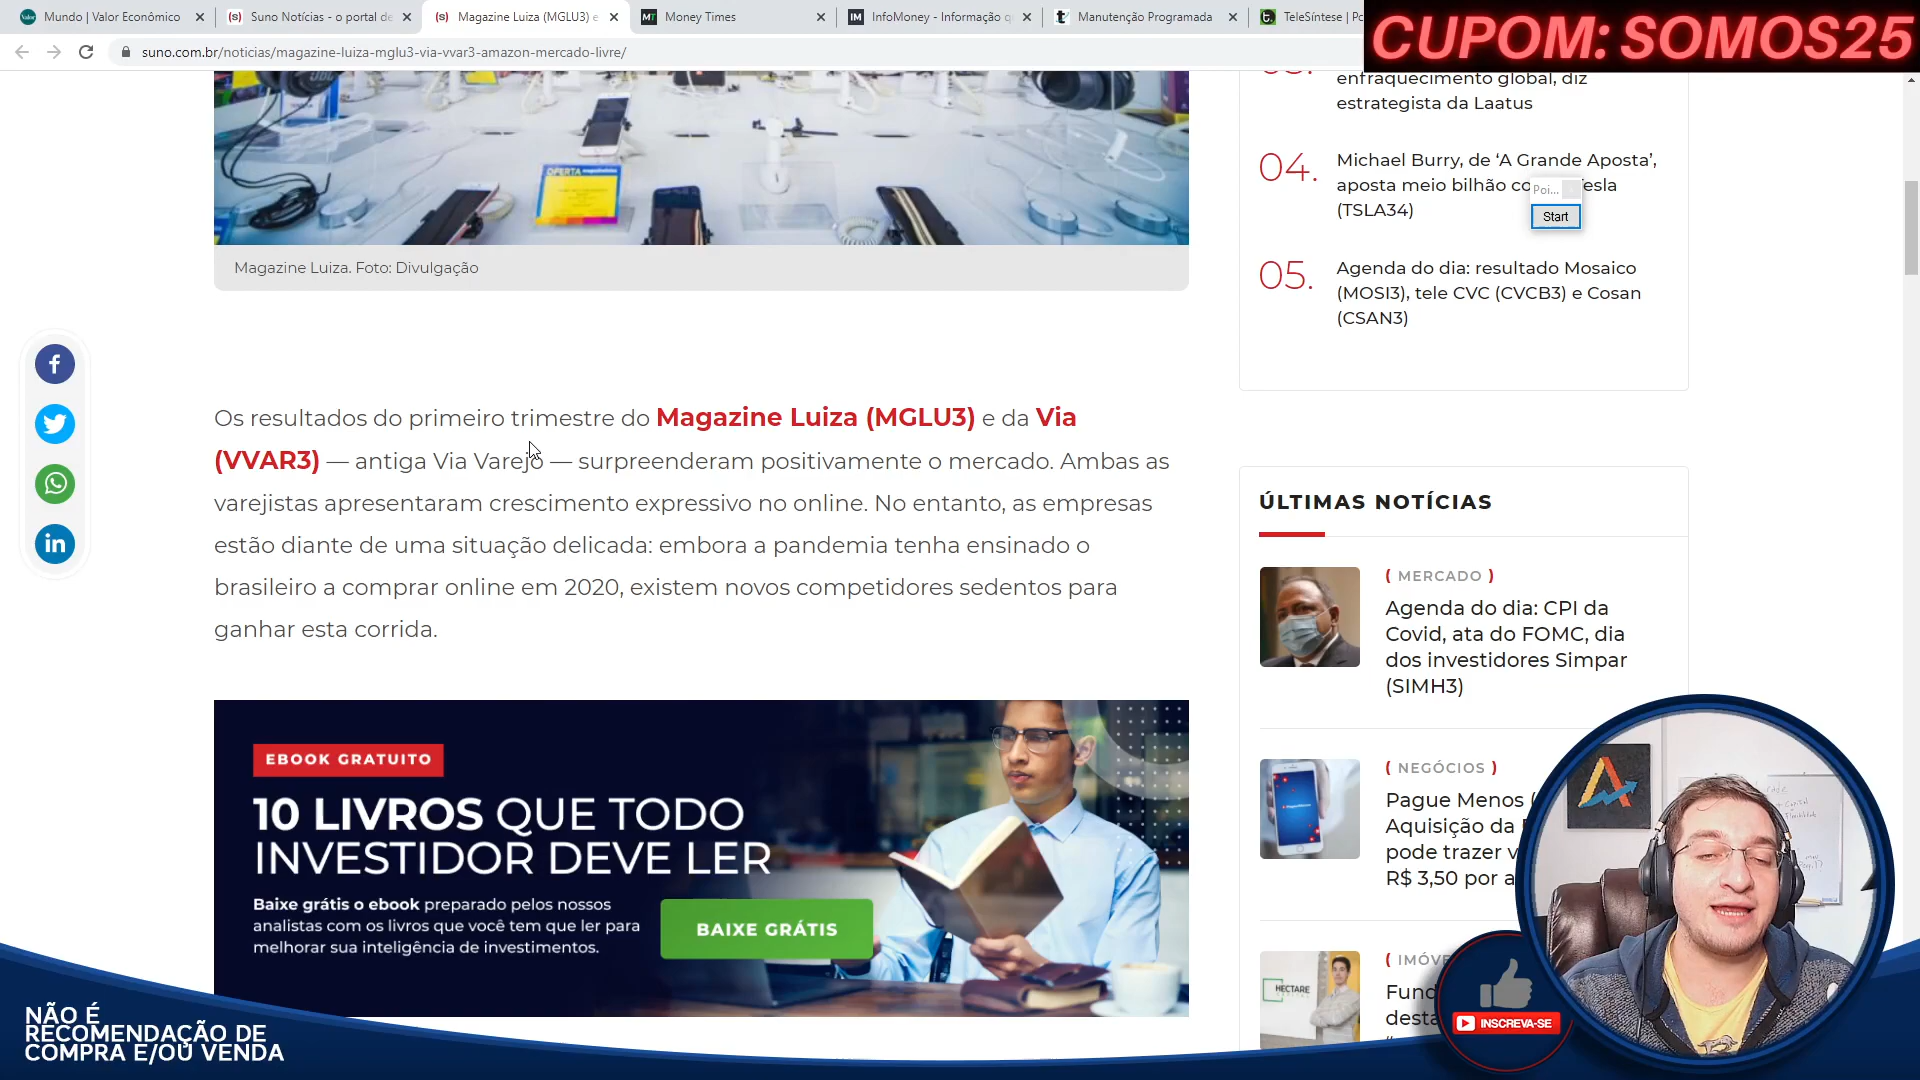 Mundo | Valor Econômico
Suno Notícias - o portal de
Magazine Luiza (MGLU3) e
Money Times
InfoMoney - Informação q
Manutenção Programada
TeleSíntese | Po
CUPOM: SOMOS25
suno.com.br/noticias/magazine-luiza-mglu3-via-vvar3-amazon-mercado-livre/
enfraquecimento global, diz
estrategista da Laatus
OFERTA
04.
Michael Burry, de ‘A Grande Aposta’,
aposta meio bilhão esla
(TSLA34)
Poi...
Start
Magazine Luiza. Foto: Divulgação
05.
Agenda do dia: resultado Mosaico
(MOSI3), tele CVC (CVCB3) e Cosan
(CSAN3)
Os resultados do primeiro trimestre do Magazine Luiza (MGLU3) e da Via
(VVAR3) — antiga Via Varejo — surpreenderam positivamente o mercado. Ambas as
varejistas apresentaram crescimento expressivo no online. No entanto, as empresas
estão diante de uma situação delicada: embora a pandemia tenha ensinado o
brasileiro a comprar online em 2020, existem novos competidores sedentos para
ganhar esta corrida.
ÚLTIMAS NOTÍCIAS
( MERCADO )
Agenda do dia: CPI da
Covid, ata do FOMC, dia
dos investidores Simpar
(SIMH3)
( NEGÓCIOS )
Pague Menos (
Aquisição da
pode trazer v
R$ 3,50 por a
EBOOK GRATUITO
10 LIVROS QUE TODO
INVESTIDOR DEVE LER
Baixe grátis o ebook preparado pelos nossos
analistas com os livros que você tem que ler para
melhorar sua inteligência de investimentos.
BAIXE GRÁTIS
( IMÓVE
Fund
desta
HECTARE
INSCREVA-SE
NÃO É
RECOMENDAÇÃO DE
COMPRA E/OU VENDA